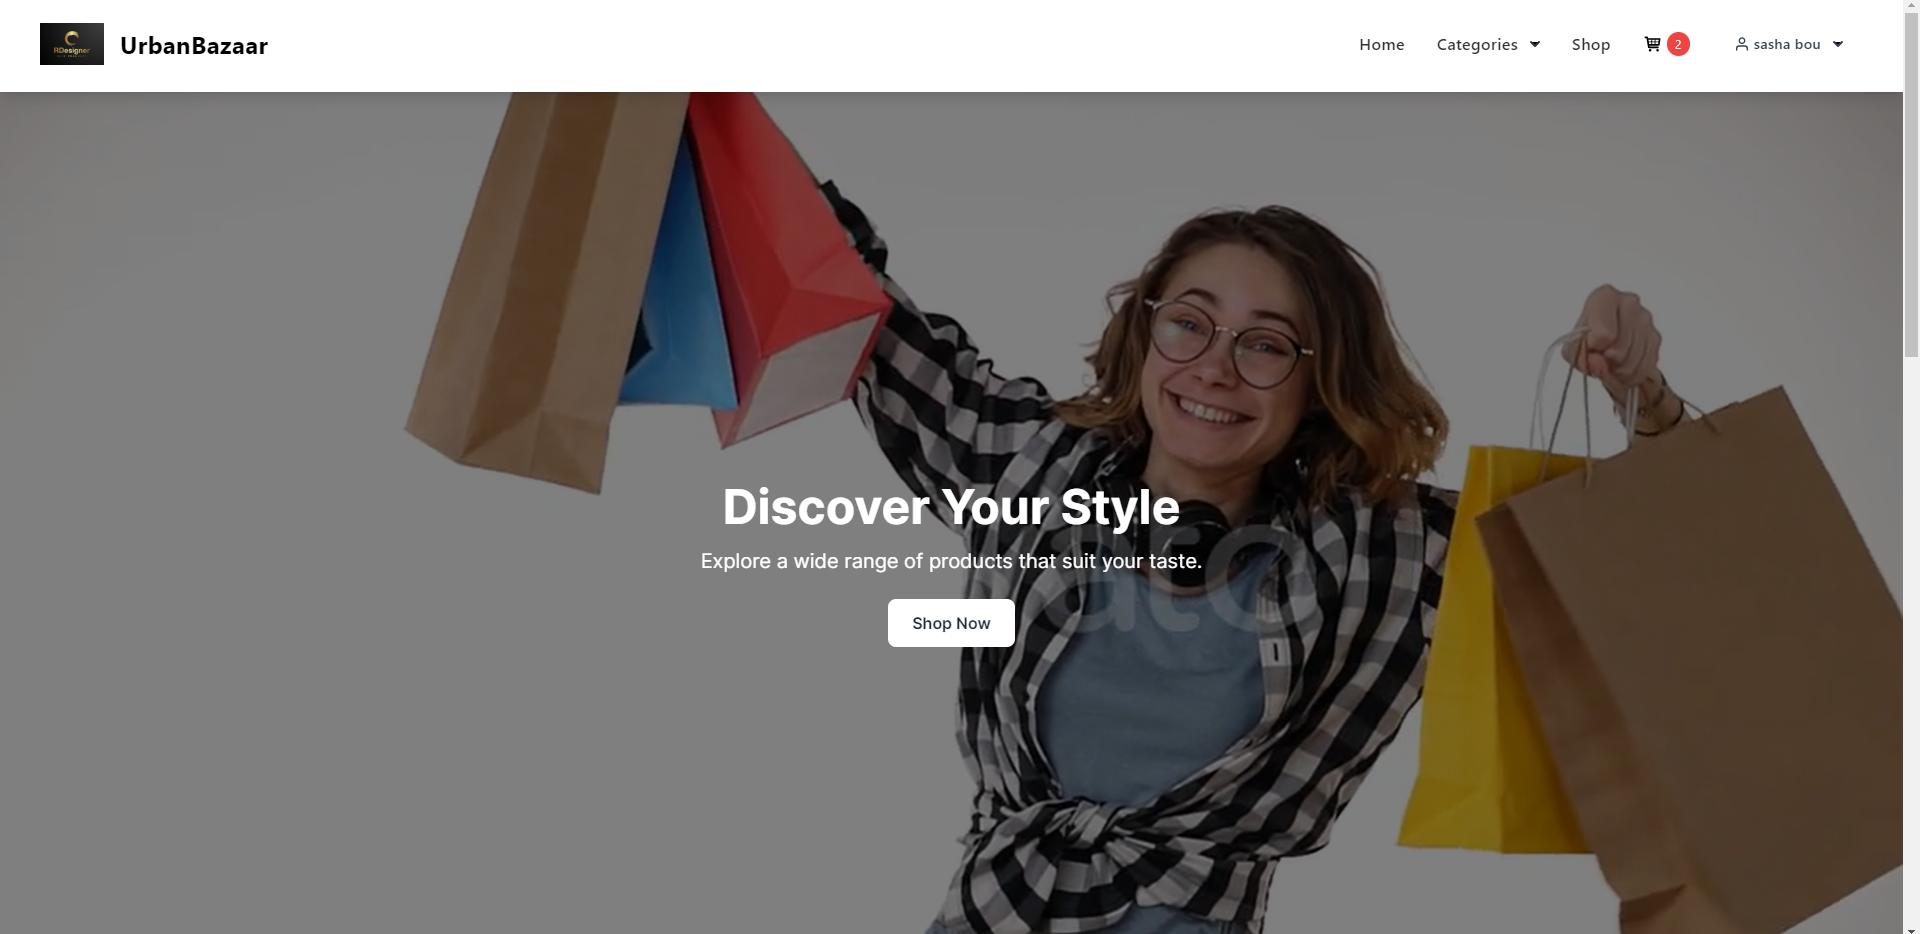 RDesigner
UrbanBazaar
Home
Categories
Shop
2
sasha bou
Discover Your Style
Explore a wide range of products that suit your taste.
Shop Now
ato